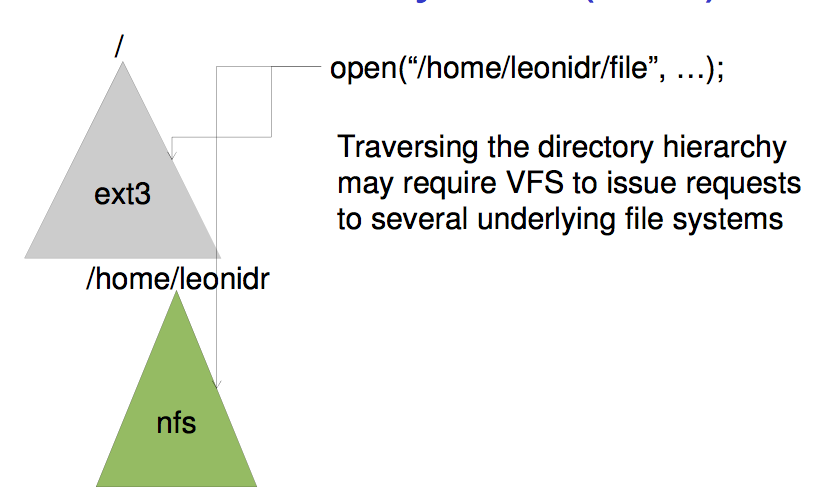 /
open(“/home/leonidr/file”, …);
Traversing the directory hierarchy
may require VFS to issue requests
to several underlying file systems
ext3
/home/leonidr
nfs